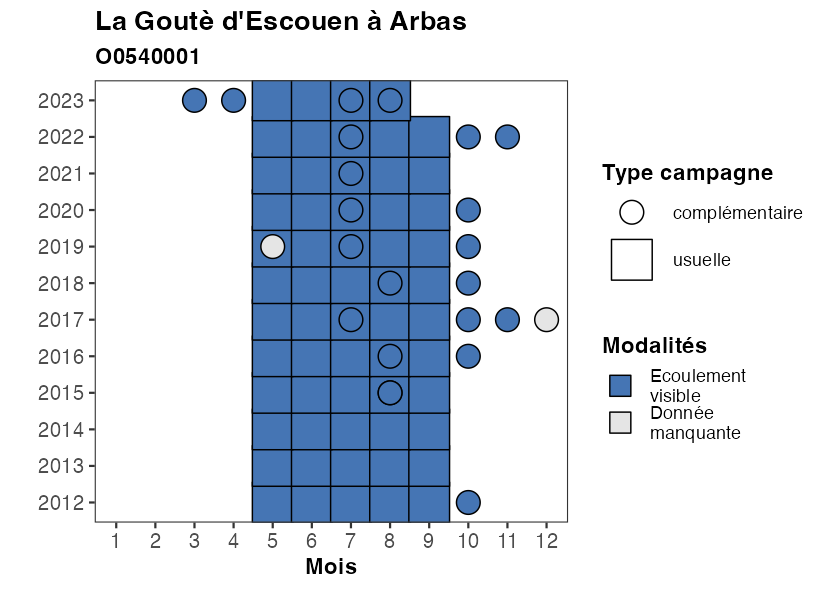 La Goutè d'Escouen à Arbas
O0540001
2023
2022
2021
2020
2019
2018
2017
2016
2015
2014
2013
2012
1 2 3 4 5 6 7 8 9 10 11 12
Mois
Type campagne
complémentaire
usuelle
Modalités
Ecoulement
visible
Donnée
manquante